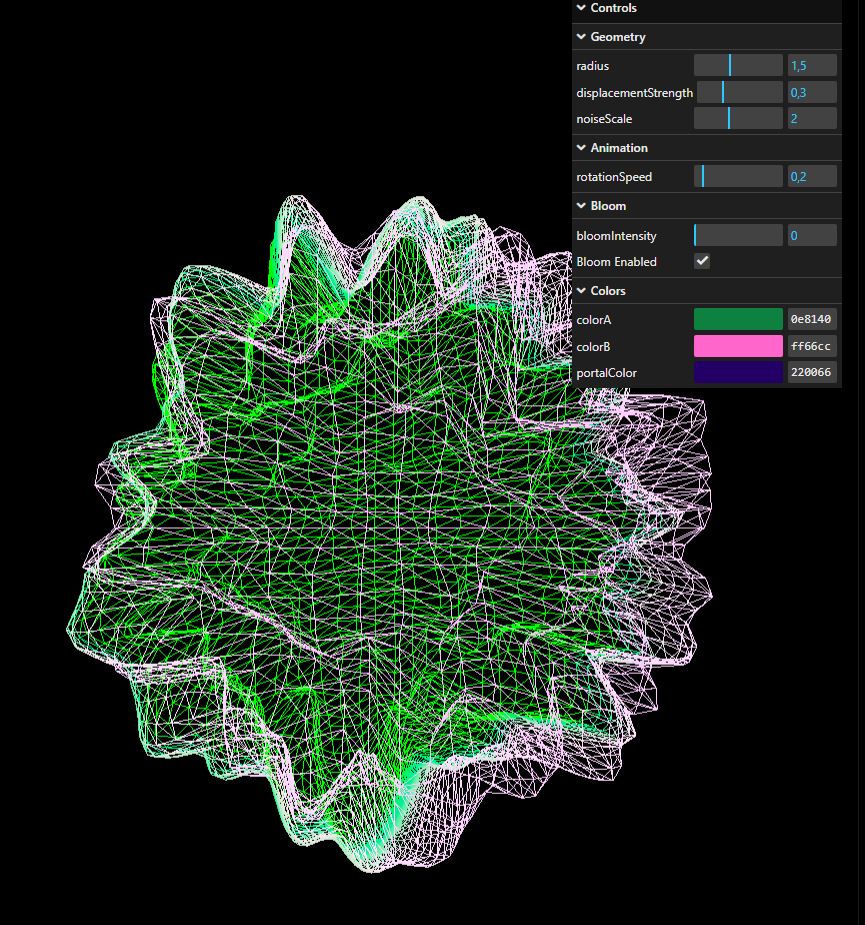 Controls
Geometry
radius 1,5
displacementStrength 0,3
noiseScale 2
Animation
rotationSpeed 0,2
Bloom
bloomIntensity 0
Bloom Enabled
Colors
colorA 0e8140
colorB ff66cc
portalColor 220066